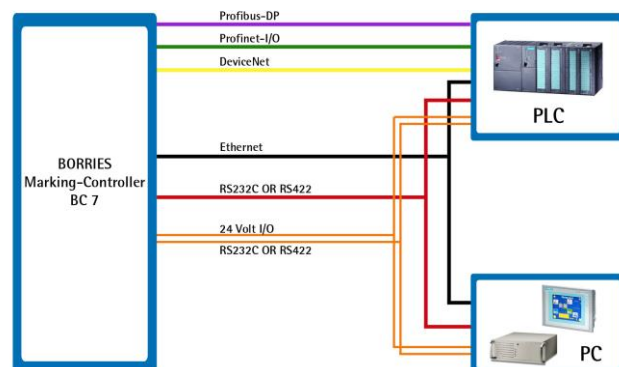 Profibus-DP
Profinet-I/O
DeviceNet
PLC
Ethernet
BORRIES
Marking-Controller
BC 7
RS232C OR RS422
24 Volt I/O
RS232C OR RS422
PC